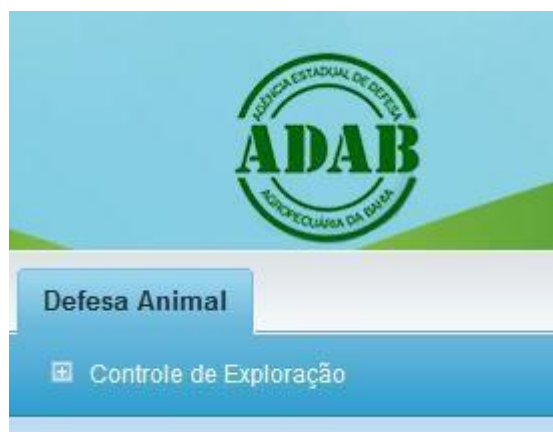 AGÊNCIA ESTADUAL DE DEFESA
ADAB
AGROPECUÁRIA DA BAHIA
Defesa Animal
Controle de Exploração